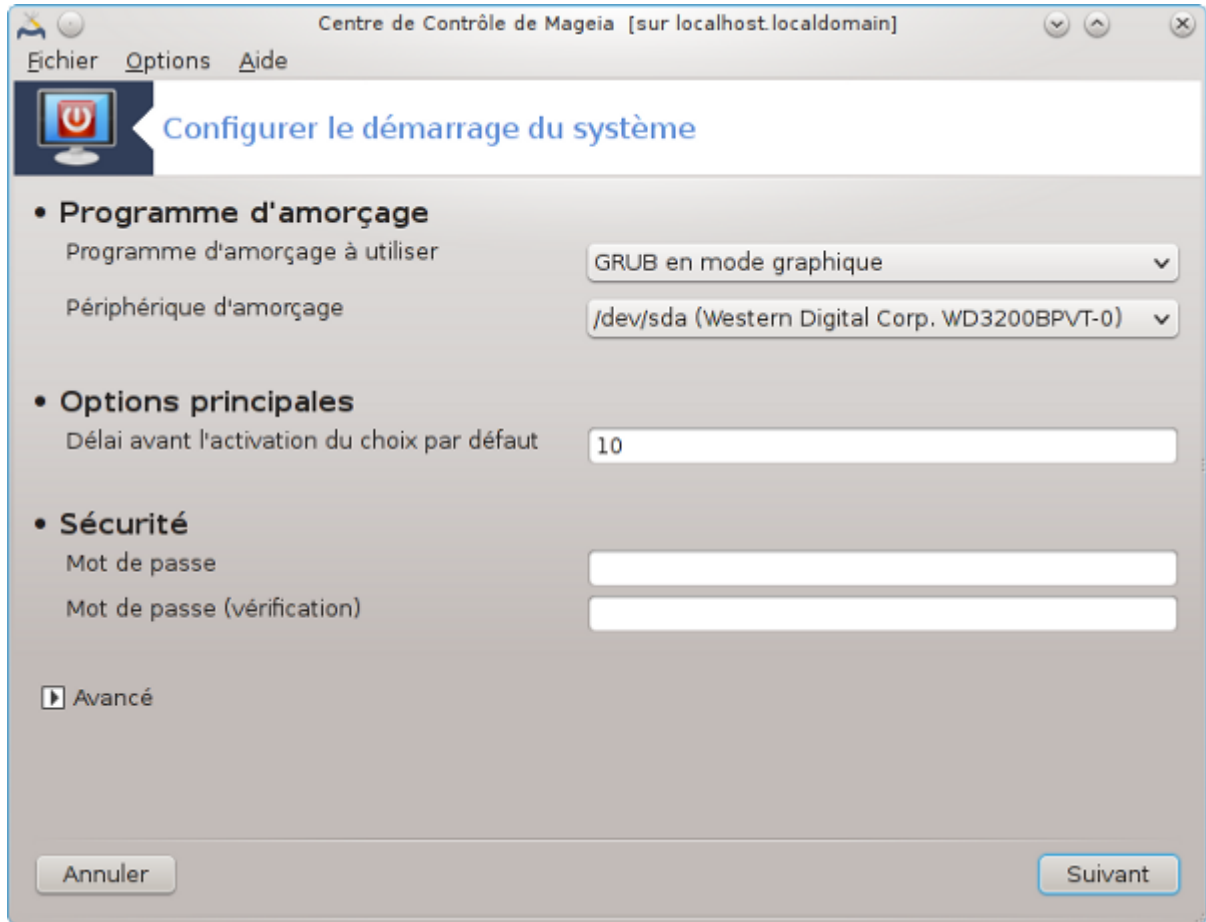 Centre de Contrôle de Mageia [sur localhost.localdomain]
Fichier Options Aide
Configurer le démarrage du système
• Programme d'amorçage
Programme d'amorçage à utiliser
GRUB en mode graphique
Périphérique d'amorçage
/dev/sda (Western Digital Corp. WD3200BPVT-0)
• Options principales
Délai avant l'activation du choix par défaut
10
• Sécurité
Mot de passe
Mot de passe (vérification)
Avancé
Annuler
Suivant